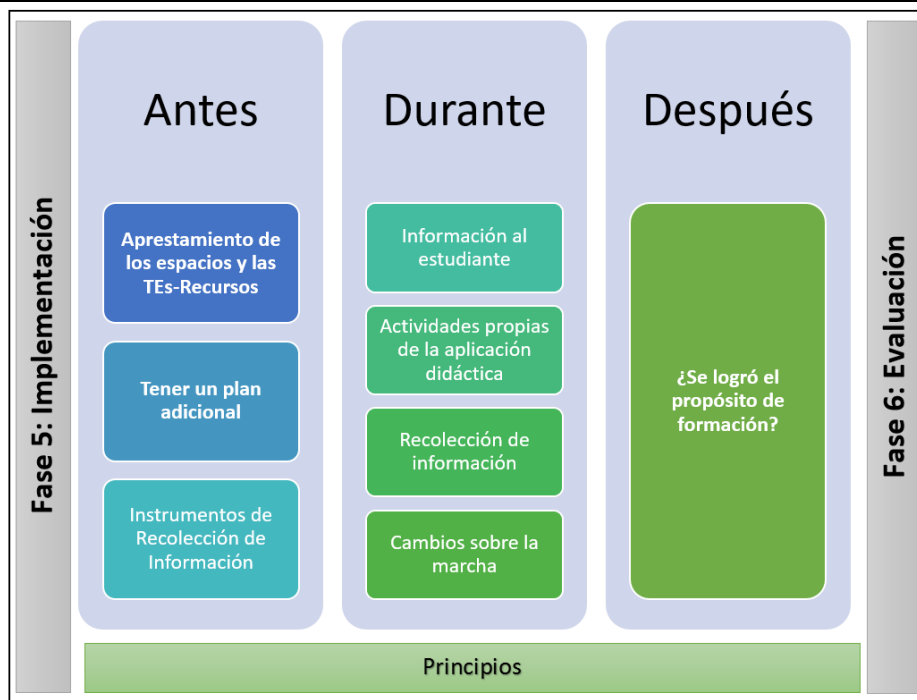 Fase 5: Implementación
Antes
Aprestamiento de
los espacios y las
TEs-Recursos
Tener un plan
adicional
Instrumentos de
Recolección de
Información
Durante
Información al
estudiante
Actividades propias
de la aplicación
didáctica
Recolección de
información
Cambios sobre la
marcha
Después
¿Se logró el
propósito de
formación?
Fase 6: Evaluación
Principios